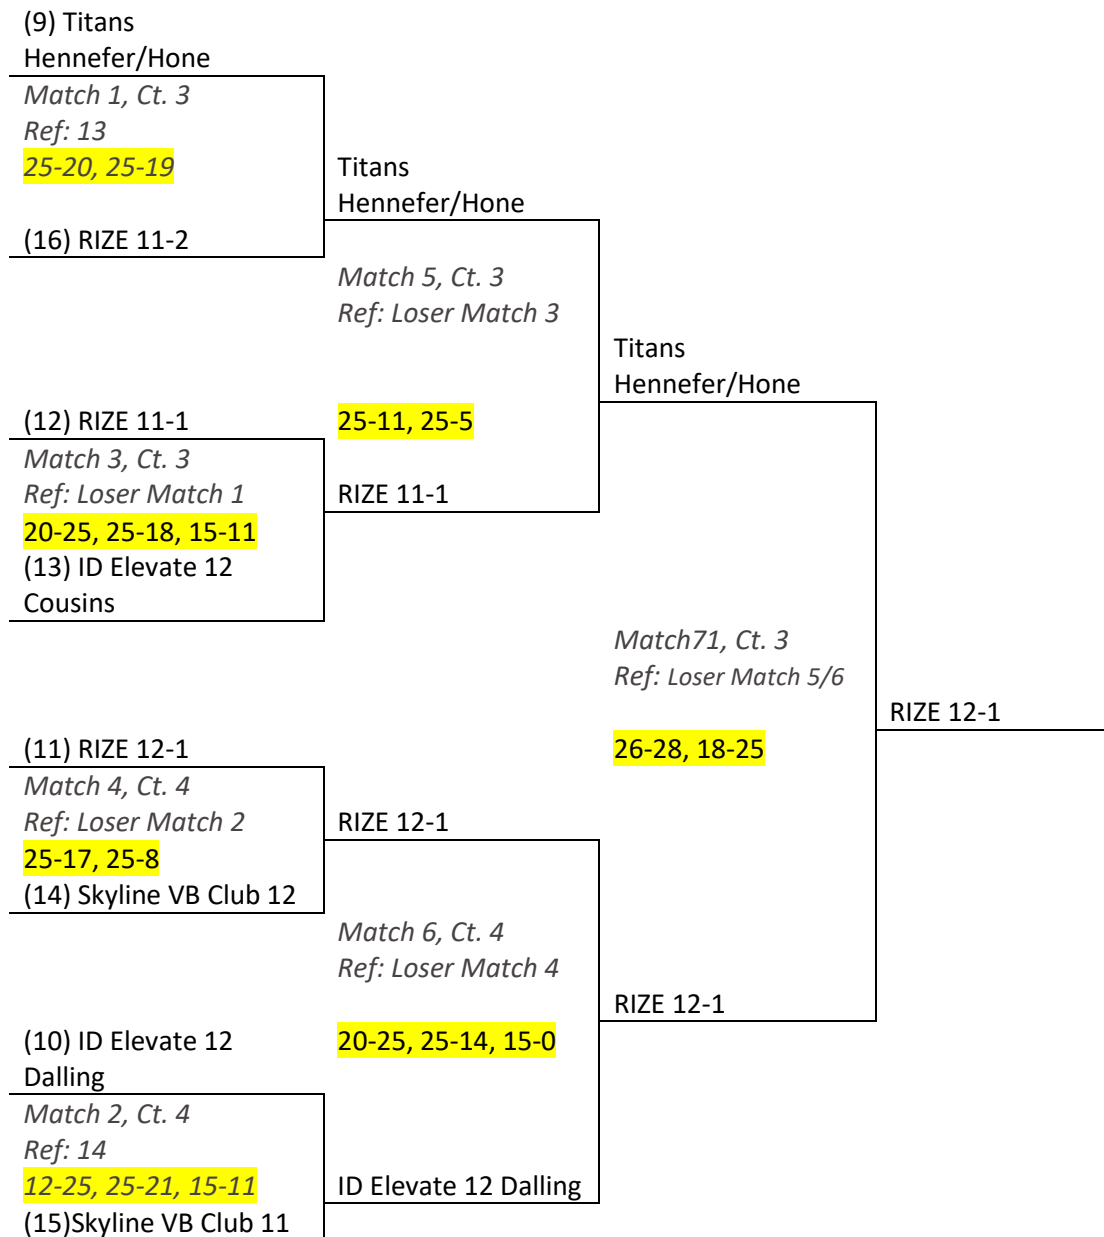 (9) Titans
Hennefer/Hone
Match 1, Ct. 3
Ref: 13
25-20, 25-19
(16) RIZE 11-2
(12) RIZE 11-1
Match 3, Ct. 3
Ref: Loser Match 1
20-25, 25-18, 15-11
(13) ID Elevate 12
Cousins
(11) RIZE 12-1
Match 4, Ct. 4
Ref: Loser Match 2
25-17, 25-8
(14) Skyline VB Club 12
(10) ID Elevate 12
Dalling
Match 2, Ct. 4
Ref: 14
12-25, 25-21, 15-11
(15)Skyline VB Club 11
Titans
Hennefer/Hone
Match 5, Ct. 3
Ref: Loser Match 3
25-11, 25-5
RIZE 11-1
RIZE 12-1
Match 6, Ct. 4
Ref: Loser Match 4
20-25, 25-14, 15-0
ID Elevate 12 Dalling
Titans
Hennefer/Hone
Match71, Ct. 3
Ref: Loser Match 5/6
26-28, 18-25
RIZE 12-1
RIZE 12-1